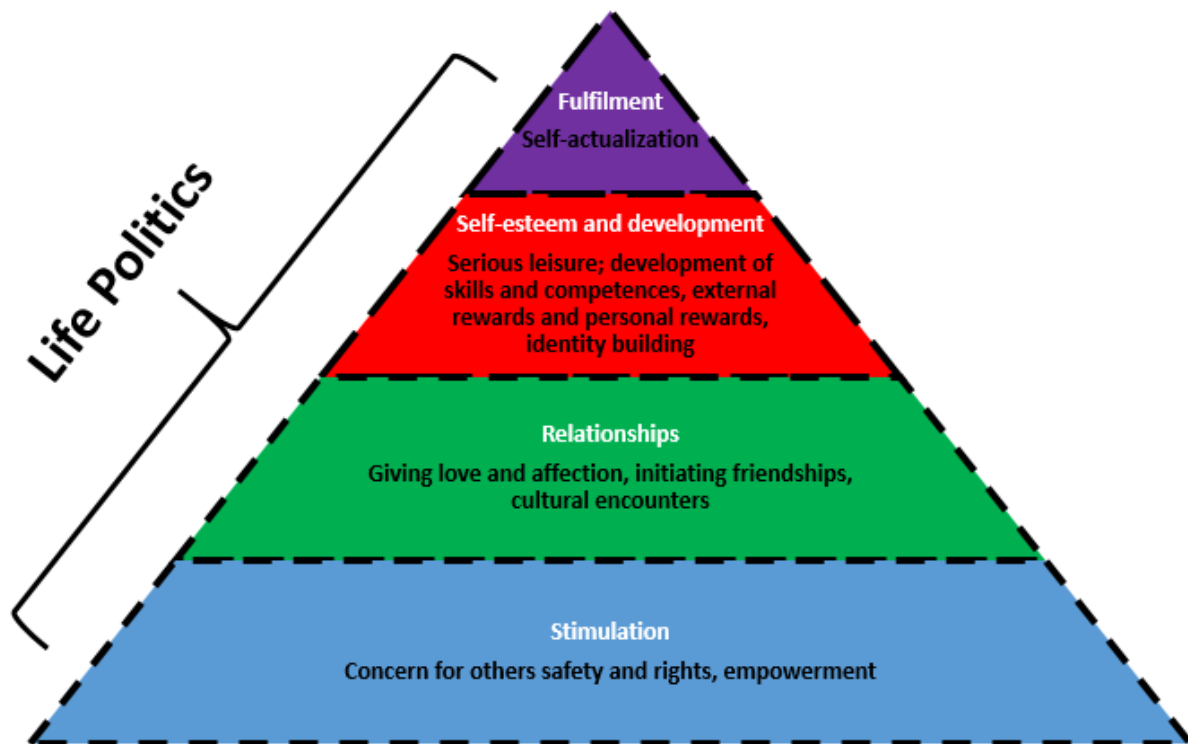 Life Politics
Fulfilment
Self-actualization
Self-esteem and development
Serious leisure; development of
skills and competences, external
rewards and personal rewards,
identity building
Relationships
Giving love and affection, initiating friendships,
cultural encounters
Stimulation
Concern for others safety and rights, empowerment